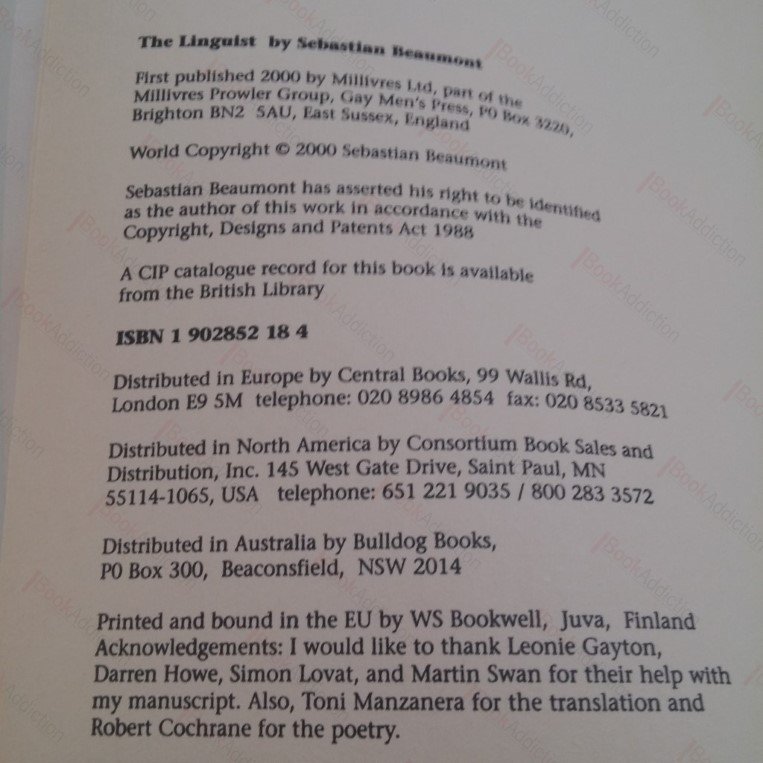 The Linguist by Sebastian Beaumont
First published 2000 by Millivres Ltd, part of the
Millivres Prowler Group, Gay Men's Press, PO Box 3220,
Brighton BN2 5AU, East Sussex, England
World Copyright © 2000 Sebastian Beaumont
Sebastian Beaumont has asserted his right to be identified
as the author of this work in accordance with the
Copyright, Designs and Patents Act 1988
A CIP catalogue record for this book is available
from the British Library
ISBN 1 902852 18 4
Distributed in Europe by Central Books, 99 Wallis Rd,
London E9 5M telephone: 020 8986 4854 fax: 020 8533 5821
Distributed in North America by Consortium Book Sales and
Distribution, Inc. 145 West Gate Drive, Saint Paul, MN
55114-1065, USA telephone: 651 221 9035 / 800 283 3572
Distributed in Australia by Bulldog Books,
PO Box 300, Beaconsfield, NSW 2014
Printed and bound in the EU by WS Bookwell, Juva, Finland
Acknowledgements: I would like to thank Leonie Gayton,
Darren Howe, Simon Lovat, and Martin Swan for their help with
my manuscript. Also, Toni Manzanera for the translation and
Robert Cochrane for the poetry.
BookAddiction